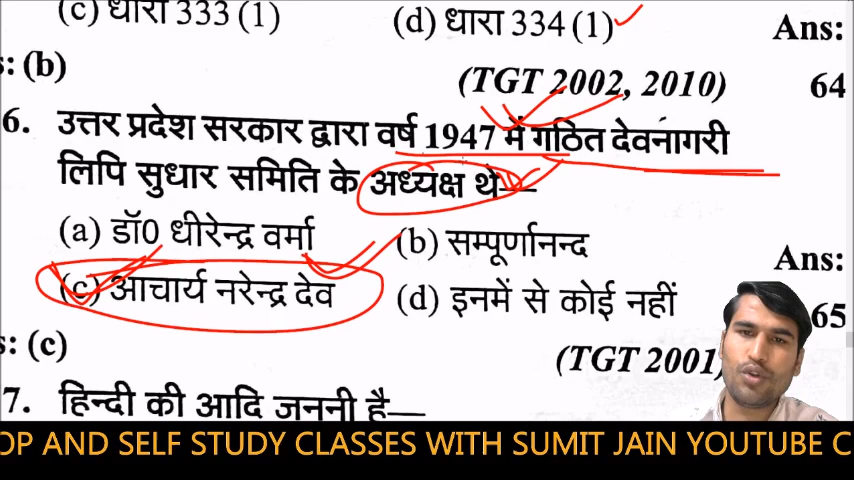 (c) धारा 333 (1)
(d) धारा 334 (1)
Ans:
s: (b)
(TGT 2002, 2010)
64
6. उत्तर प्रदेश सरकार द्वारा वर्ष 1947 में गठित देवनागरी
लिपि सुधार समिति के अध्यक्ष थे—
(a) डॉ0 धीरेन्द्र वर्मा
(b) सम्पूर्णानन्द
Ans:
(c) आचार्य नरेन्द्र देव
(d) इनमें से कोई नहीं
65
s: (c)
(TGT 2001)
7. हिन्दी की आदि जननी है—
OP AND SELF STUDY CLASSES WITH SUMIT JAIN YOUTUBE C